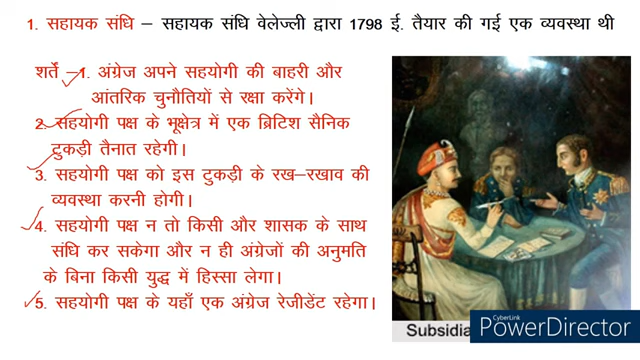 1. सहायक संधि – सहायक संधि वेलेज्ली द्वारा 1798 ई. तैयार की गई एक व्यवस्था थी
शर्तें – 1. अंग्रेज अपने सहयोगी की बाहरी और
आंतरिक चुनौतियों से रक्षा करेंगे।
2. सहयोगी पक्ष के भूक्षेत्र में एक ब्रिटिश सैनिक
टुकड़ी तैनात रहेगी।
3. सहयोगी पक्ष को इस टुकड़ी के रख–रखाव की
व्यवस्था करनी होगी।
4. सहयोगी पक्ष न तो किसी और शासक के साथ
संधि कर सकेगा और न ही अंग्रेजों की अनुमति
के बिना किसी युद्ध में हिस्सा लेगा।
5. सहयोगी पक्ष के यहाँ एक अंग्रेज रेजीडेंट रहेगा।
Subsidia
CyberLink
PowerDirector